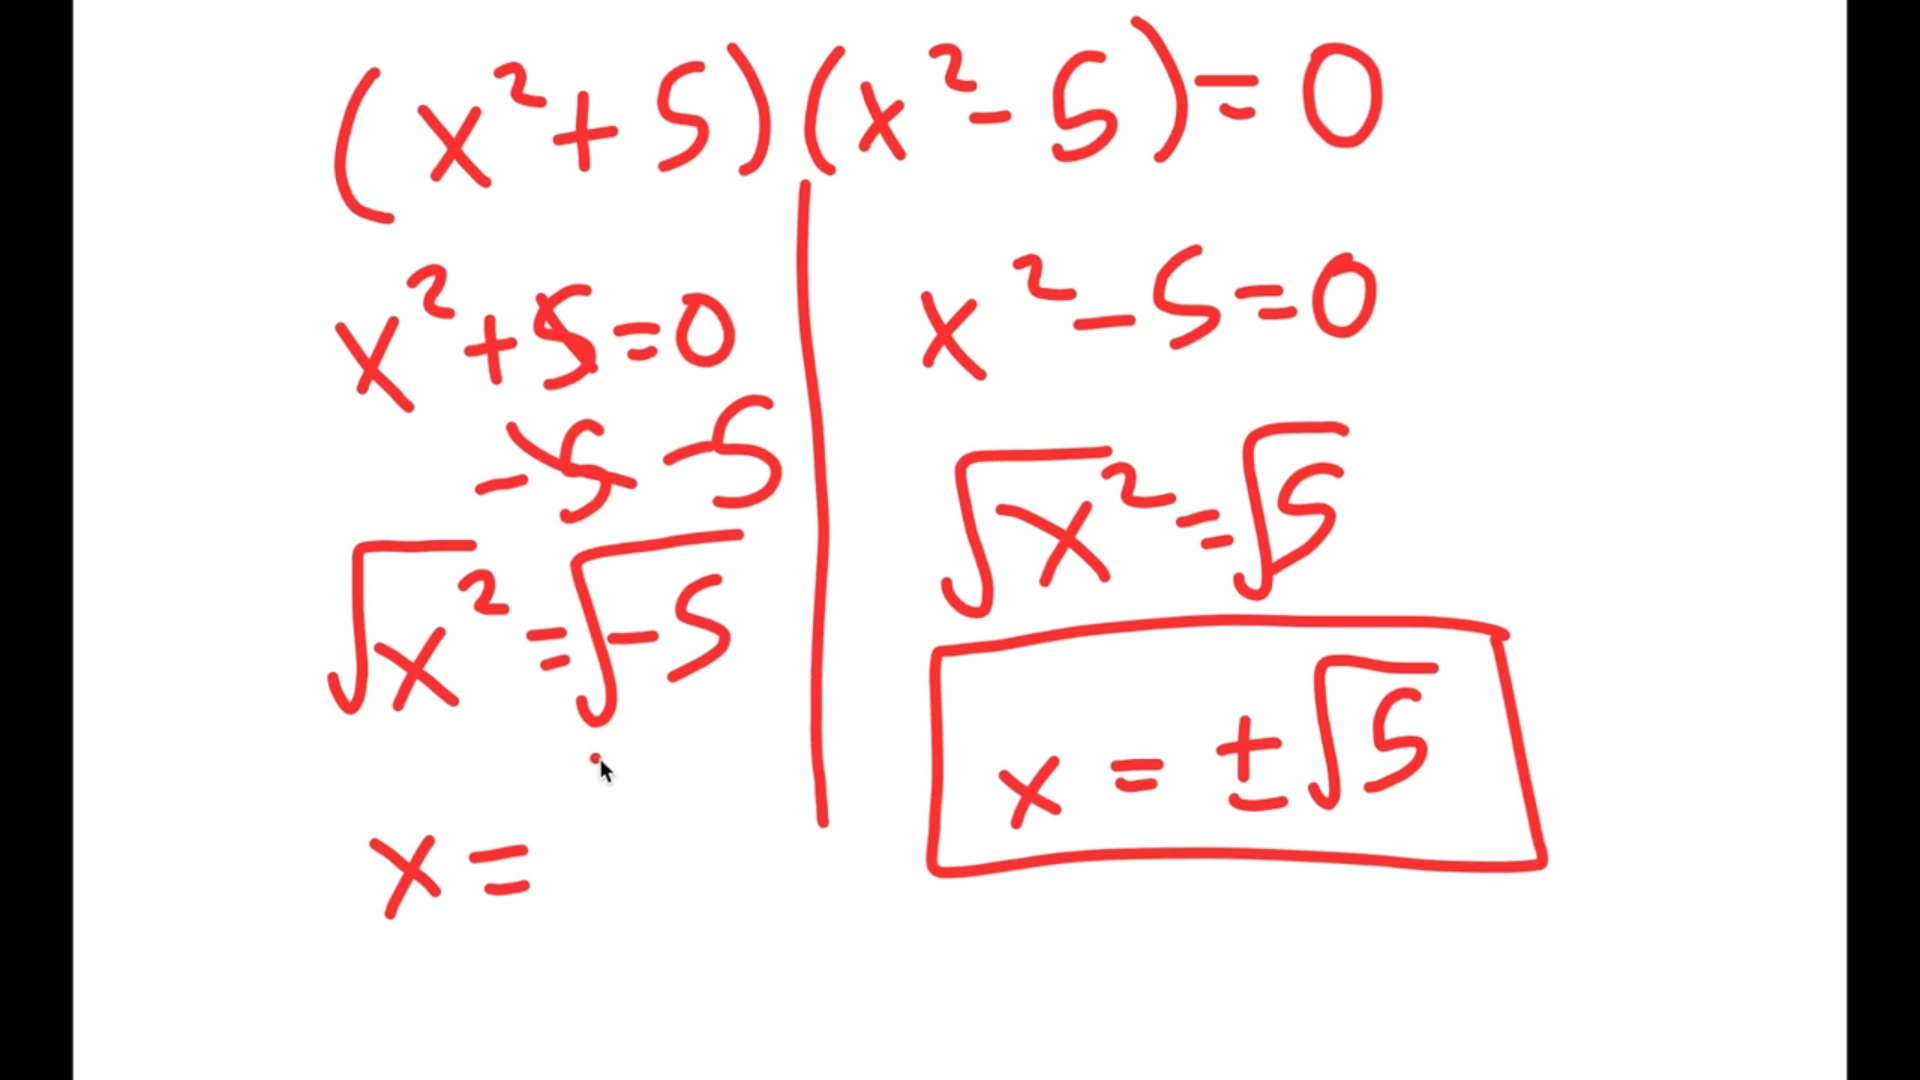 (x²+5)(x²-5)=0
x²+5=0
-5 -5
√x²=√-5
x=
x²-5=0
√x²=√5
x=±√5